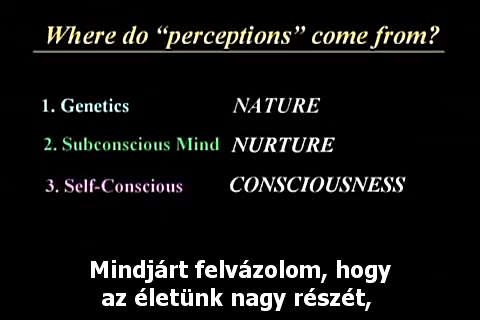 Where do “perceptions” come from?
1. Genetics NATURE
2. Subconscious Mind NURTURE
3. Self-Conscious CONSCIOUSNESS
Mindjárt felvázolom, hogy
az életünk nagy részét,